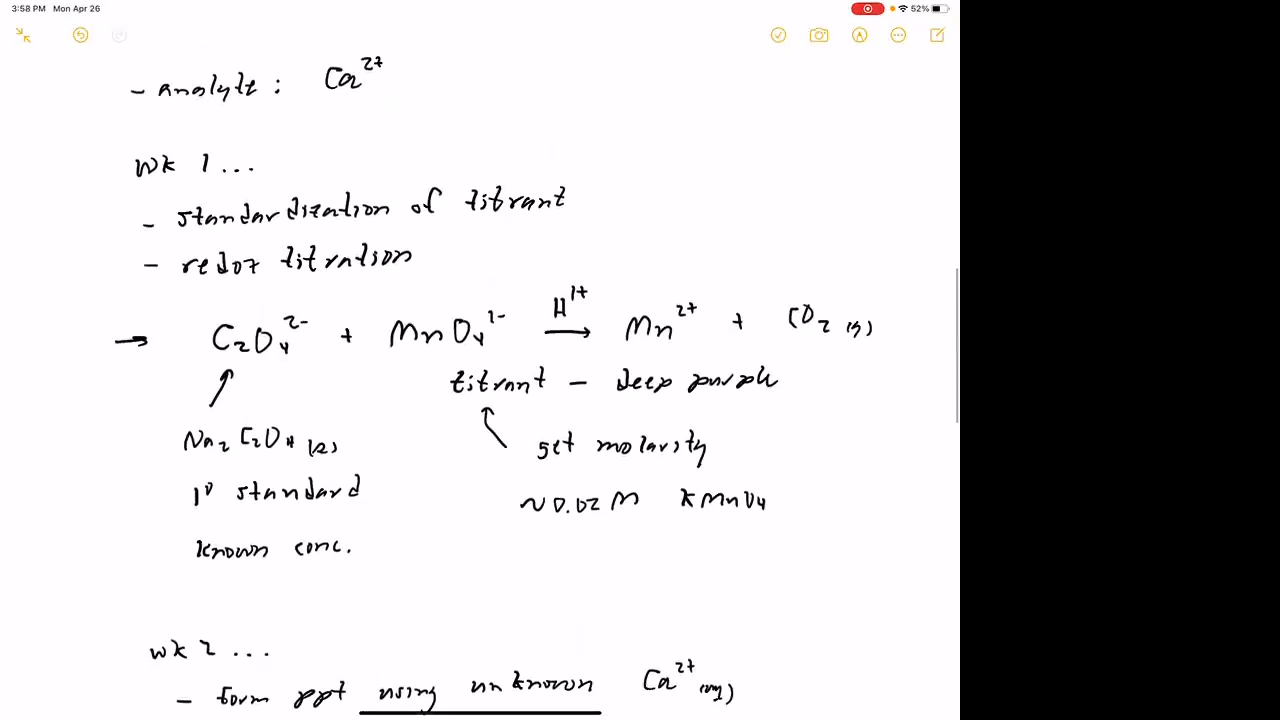 3:58 PM Mon Apr 26 52%
- analyte: Ca²⁺
wk 1...
- standardization of titrant
- redox titration
→ C₂O₄²⁻ + MnO₄¹⁻ H¹⁺→ Mn²⁺ + CO₂ (g)
titrant - deep purple
Na₂C₂O₄ (s) set molarity
1° standard ~0.02 M KMnO₄
known conc.
wk 2...
- form ppt using unknown Ca²⁺(aq)